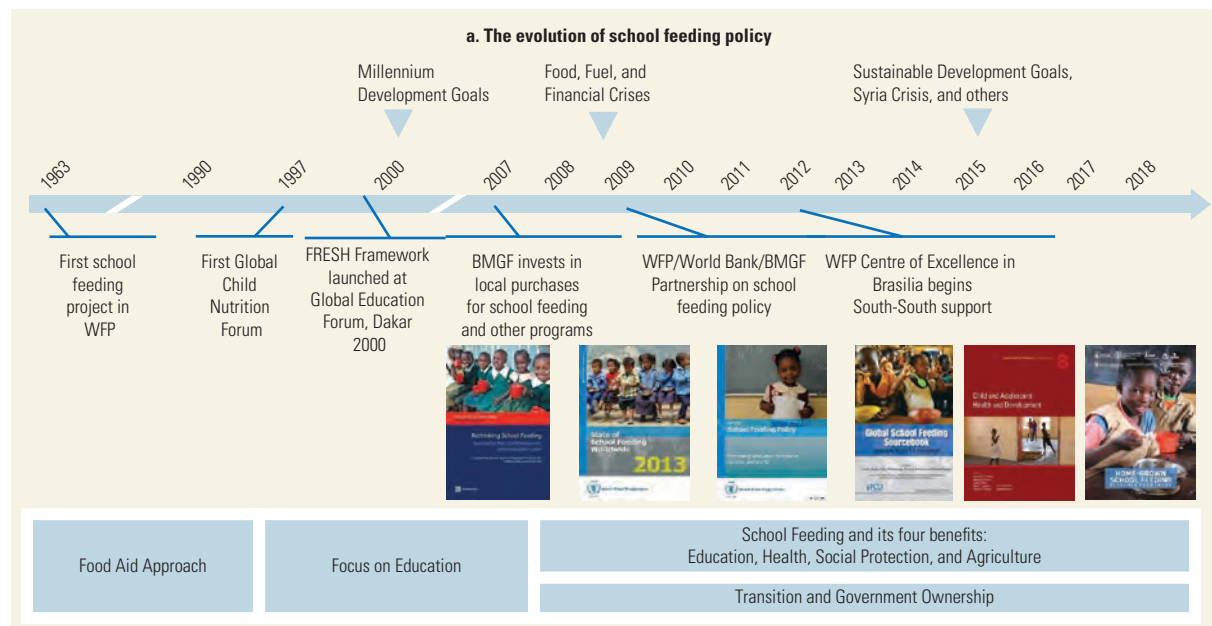 a. The evolution of school feeding policy
Millennium
Development Goals
Food, Fuel, and
Financial Crises
Sustainable Development Goals,
Syria Crisis, and others
1963
1990
1997
2000
2007
2008
2009
2010
2011
2012
2013
2014
2015
2016
2017
2018
First school
feeding
project in
WFP
First Global
Child
Nutrition
Forum
FRESH Framework
launched at
Global Education
Forum, Dakar
2000
BMGF invests in
local purchases
for school feeding
and other programs
WFP/World Bank/BMGF
Partnership on school
feeding policy
WFP Centre of Excellence in
Brasilia begins
South-South support
Rethinking School Feeding
State of
School Feeding
Worldwide
2013
School Feeding Policy
Global School Feeding
Sourcebook
8
Child and Adolescent
Health and Development
HOME-GROWN
SCHOOL FEEDING
Food Aid Approach
Focus on Education
School Feeding and its four benefits:
Education, Health, Social Protection, and Agriculture
Transition and Government Ownership